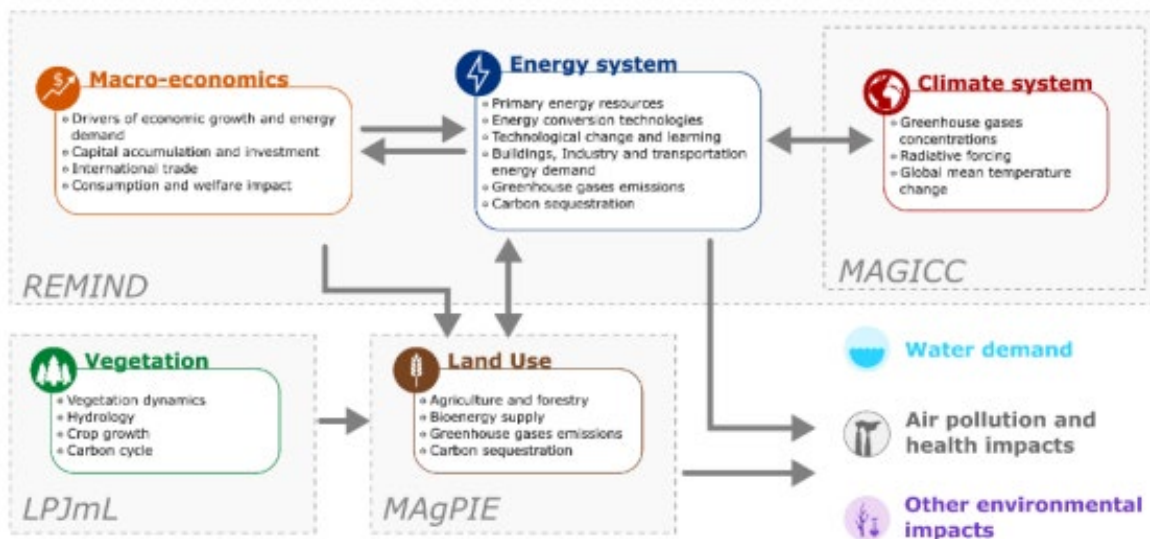 Macro-economics
Drivers of economic growth and energy
demand
Capital accumulation and investment
International trade
Consumption and welfare impact
Energy system
Primary energy resources
Energy conversion technologies
Technological change and learning
Buildings, Industry and transportation
energy demand
Greenhouse gases emissions
Carbon sequestration
Climate system
Greenhouse gases
concentrations
Radiative forcing
Global mean temperature
change
REMIND
MAGICC
Vegetation
Vegetation dynamics
Hydrology
Crop growth
Carbon cycle
LPJmL
Land Use
Agriculture and forestry
Bioenergy supply
Greenhouse gases emissions
Carbon sequestration
MAgPIE
Water demand
Air pollution and
health impacts
Other environmental
impacts